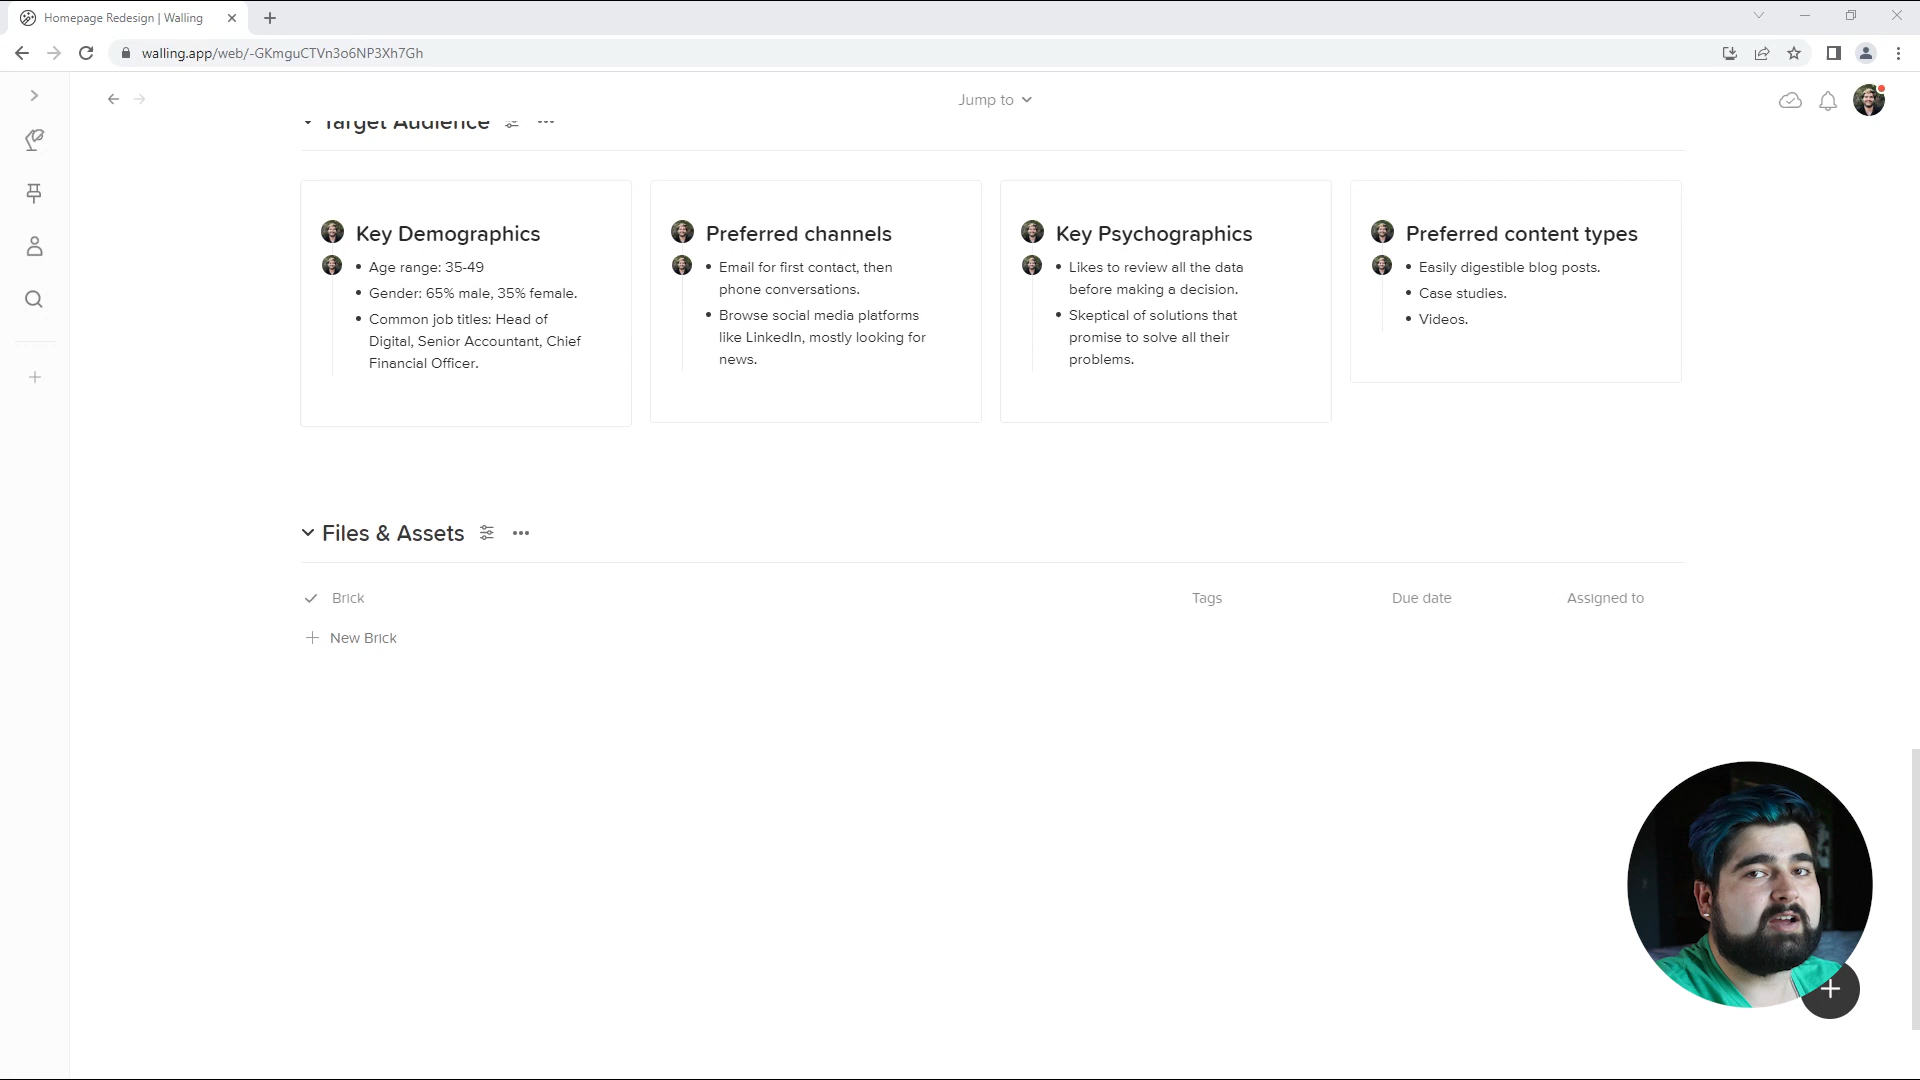 Homepage Redesign | Walling
walling.app/web/-GKmguCTVn3o6NP3Xh7Gh
Jump to
Target Audience
Key Demographics
• Age range: 35-49
• Gender: 65% male, 35% female.
• Common job titles: Head of
Digital, Senior Accountant, Chief
Financial Officer.
Preferred channels
• Email for first contact, then
phone conversations.
• Browse social media platforms
like LinkedIn, mostly looking for
news.
Key Psychographics
• Likes to review all the data
before making a decision.
• Skeptical of solutions that
promise to solve all their
problems.
Preferred content types
• Easily digestible blog posts.
• Case studies.
• Videos.
Files & Assets
Brick
Tags
Due date
Assigned to
New Brick